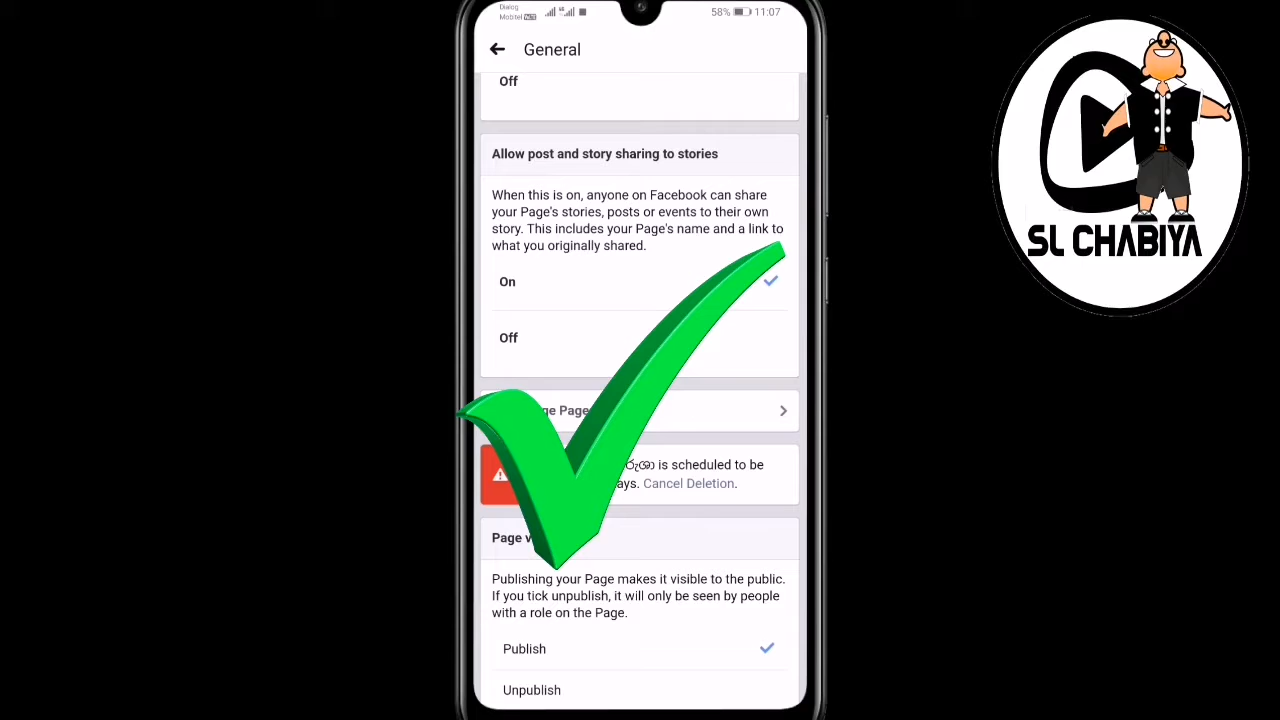 Dialog
Mobitel
58% 11:07
General
Off
Allow post and story sharing to stories
When this is on, anyone on Facebook can share
your Page's stories, posts or events to their own
story. This includes your Page's name and a link to
what you originally shared.
On
Off
Page
is scheduled to be
Cancel Deletion.
Page
Publishing your Page makes it visible to the public.
If you tick unpublish, it will only be seen by people
with a role on the Page.
Publish
Unpublish
SL CHABIYA